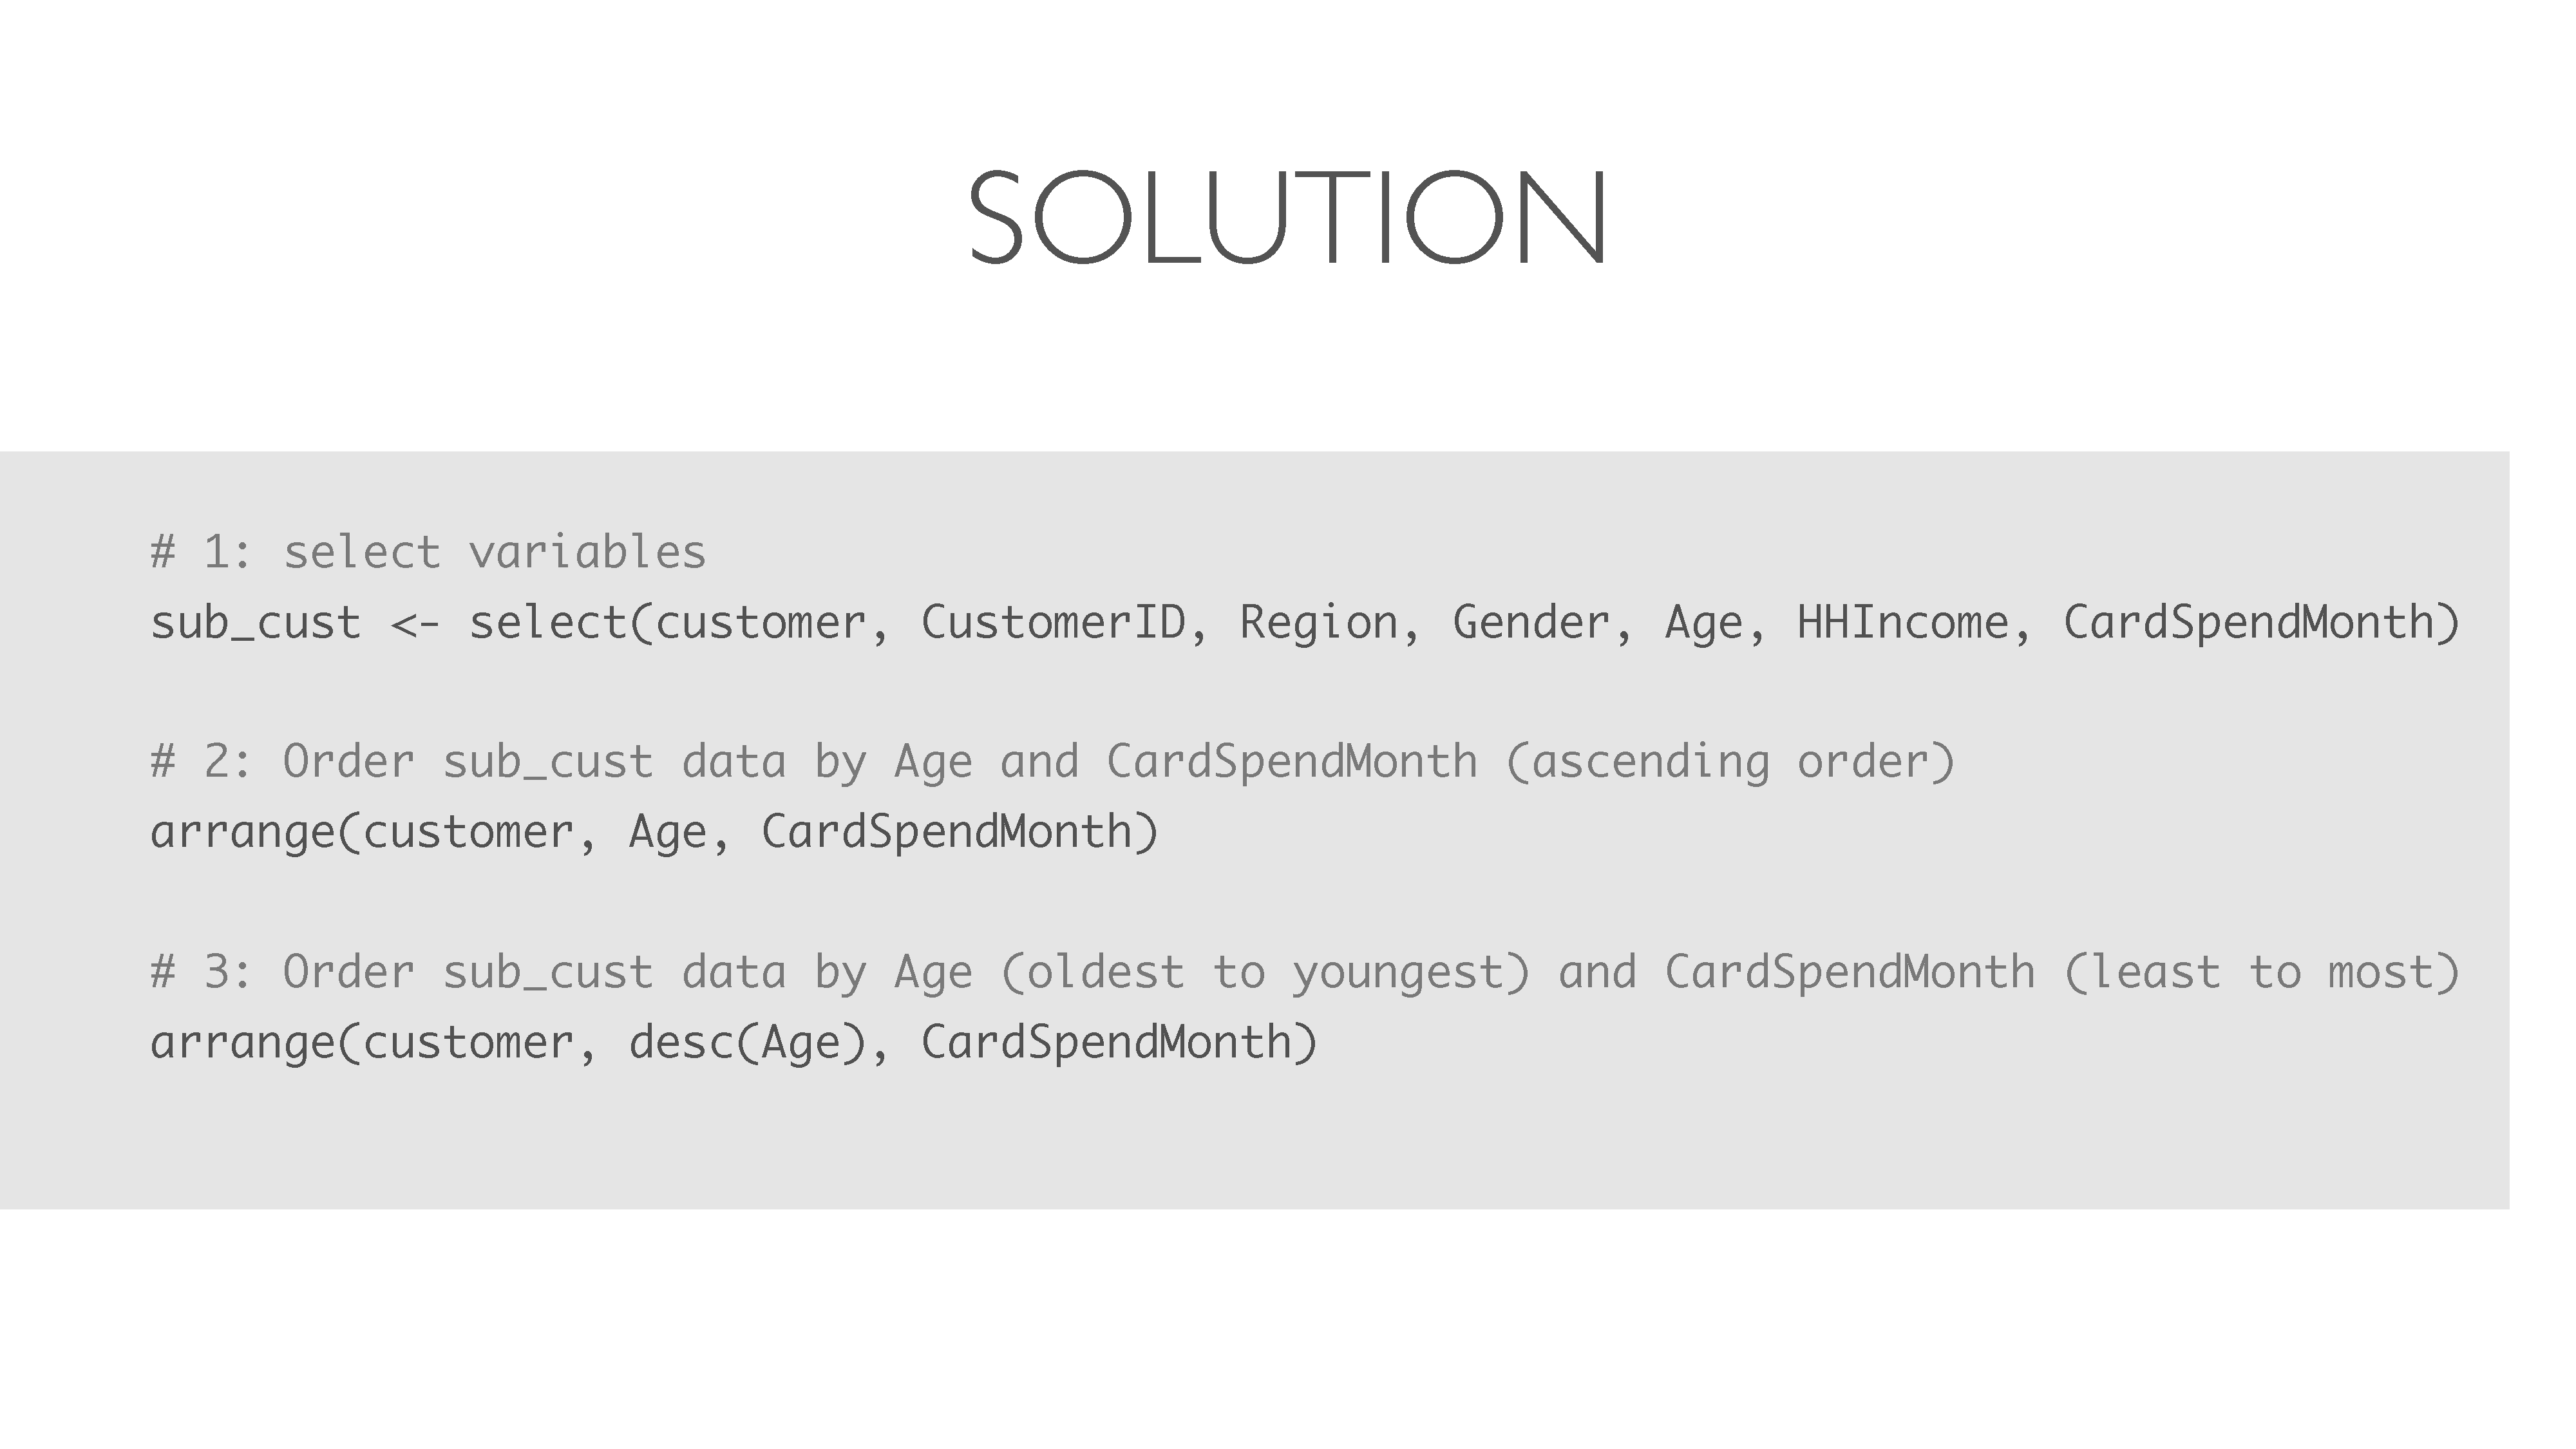 SOLUTION
# 1: select variables
sub_cust <- select(customer, CustomerID, Region, Gender, Age, HHIncome, CardSpendMonth)
# 2: Order sub_cust data by Age and CardSpendMonth (ascending order)
arrange(customer, Age, CardSpendMonth)
# 3: Order sub_cust data by Age (oldest to youngest) and CardSpendMonth (least to most)
arrange(customer, desc(Age), CardSpendMonth)